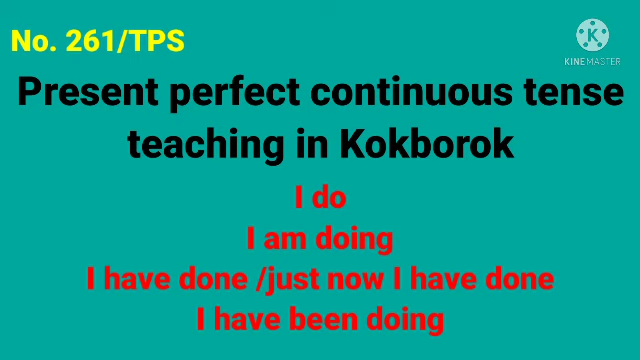 No. 261/TPS
K
KINEMASTER
Present perfect continuous tense
teaching in Kokborok
I do
I am doing
I have done /just now I have done
I have been doing